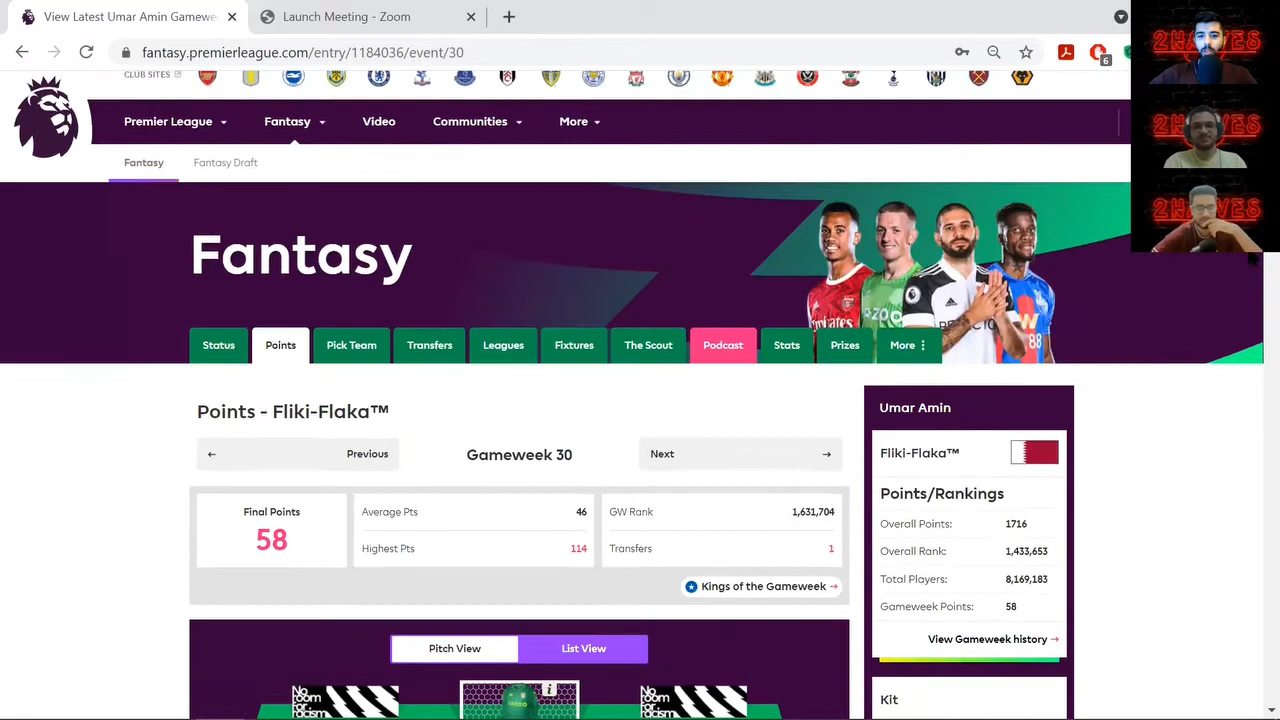 View Latest Umar Amin Gamewe
Launch Meeting - Zoom
fantasy.premierleague.com/entry/1184036/event/30
6
CLUB SITES
Premier League
Fantasy
Video
Communities
More
Fantasy
Fantasy Draft
2HALVES
2HALVES
2HALVES
Fantasy
Status
Points
Pick Team
Transfers
Leagues
Fixtures
The Scout
Podcast
Stats
Prizes
More
Points - Fliki-Flaka™
Previous
Gameweek 30
Next
Final Points
58
Average Pts
46
Highest Pts
114
GW Rank
1,631,704
Transfers
1
Kings of the Gameweek
Pitch View
List View
No room for racism
No room for racism
Umar Amin
Fliki-Flaka™
Points/Rankings
Overall Points:
1716
Overall Rank:
1,433,653
Total Players:
8,169,183
Gameweek Points:
58
View Gameweek history
Kit